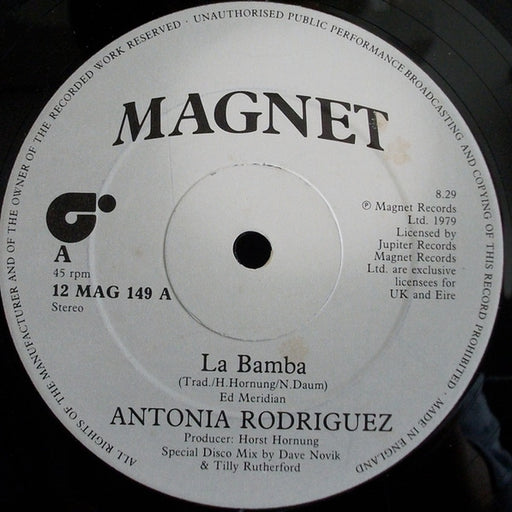 ALL RIGHTS OF THE MANUFACTURER AND OF THE OWNER OF THE RECORDED WORK RESERVED · UNAUTHORISED PUBLIC PERFORMANCE BROADCASTING AND COPYING OF THIS RECORD PROHIBITED · MADE IN ENGLAND
MAGNET
A
45 rpm
12 MAG 149 A
Stereo
8.29
℗ Magnet Records
Ltd. 1979
Licensed by
Jupiter Records
Magnet Records
Ltd. are exclusive
licensees for
UK and Eire
La Bamba
(Trad./H.Hornung/N.Daum)
Ed Meridian
ANTONIA RODRIGUEZ
Producer: Horst Hornung
Special Disco Mix by Dave Novik
& Tilly Rutherford